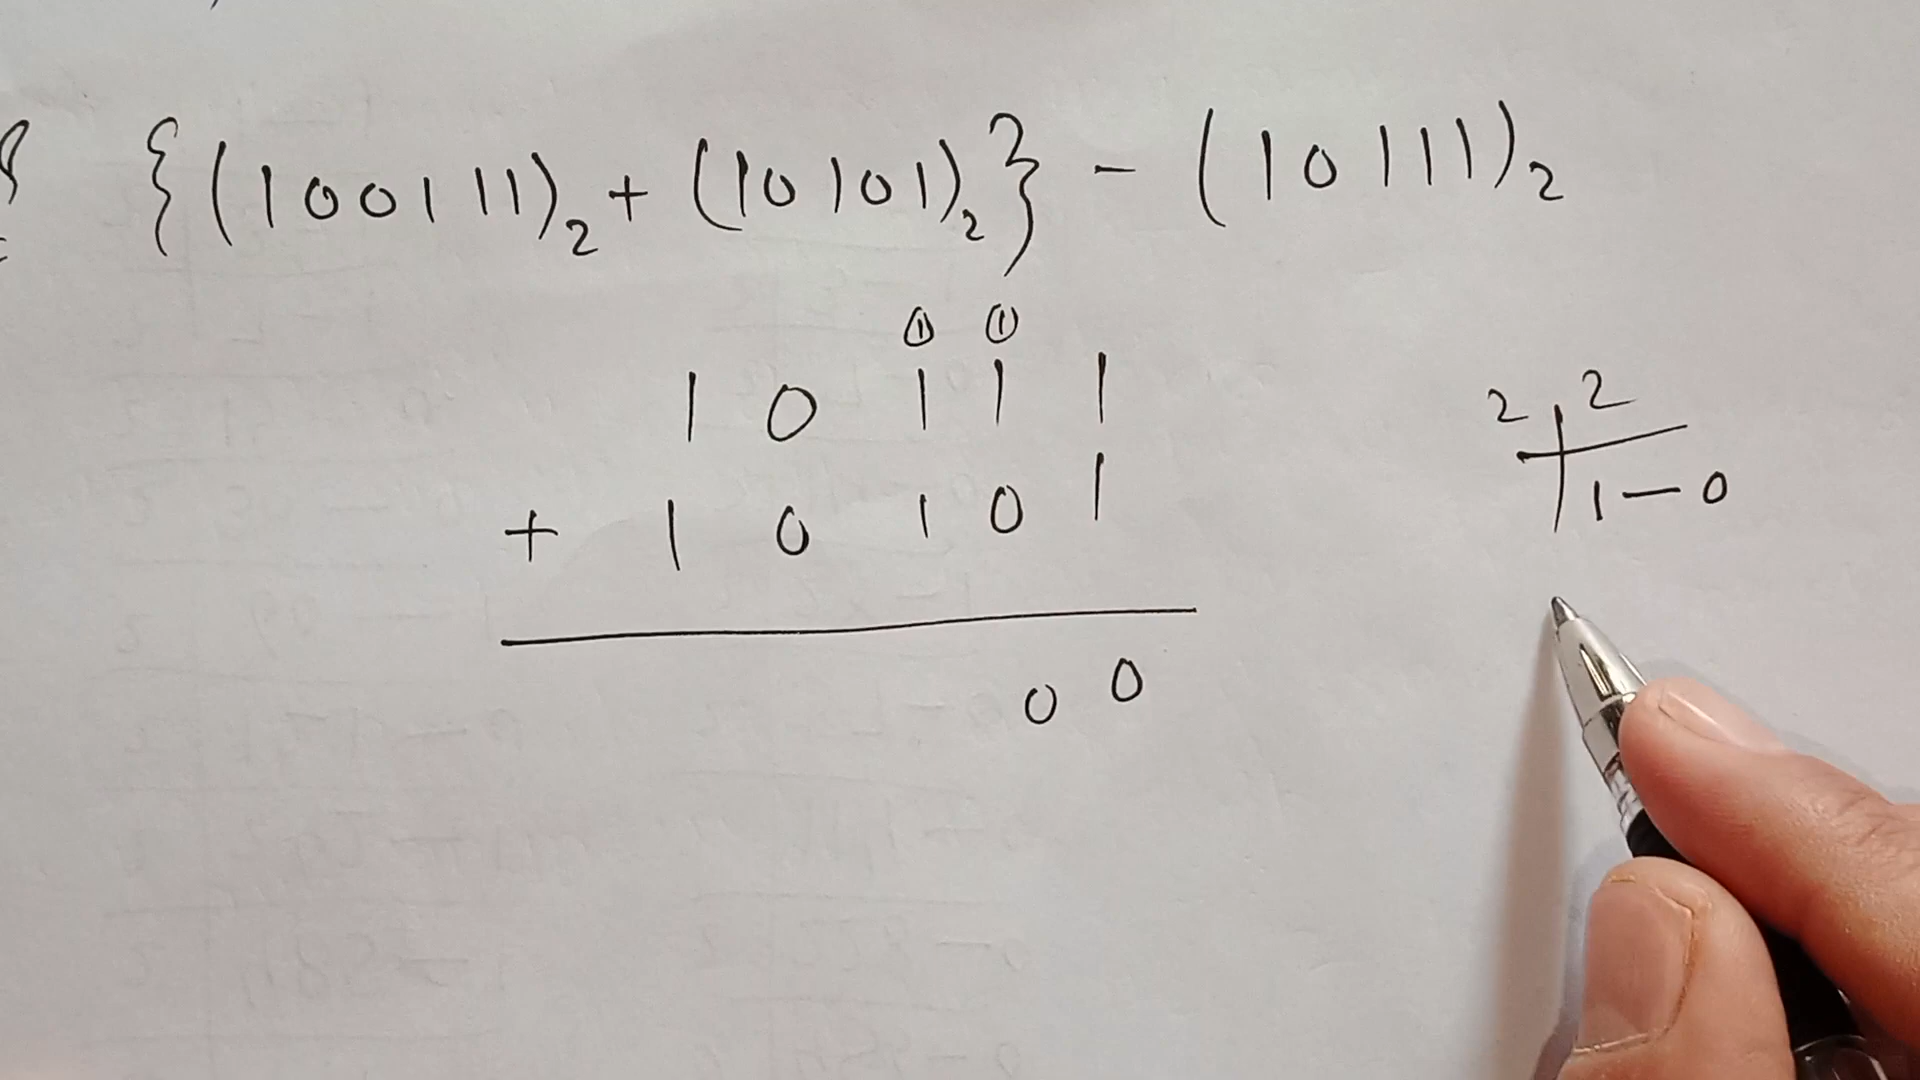 {(100111)₂ + (10101)₂} - (10111)₂
① ①
1 0 1 1 1
+ 1 0 1 0 1
0 0
2 2
1 — 0